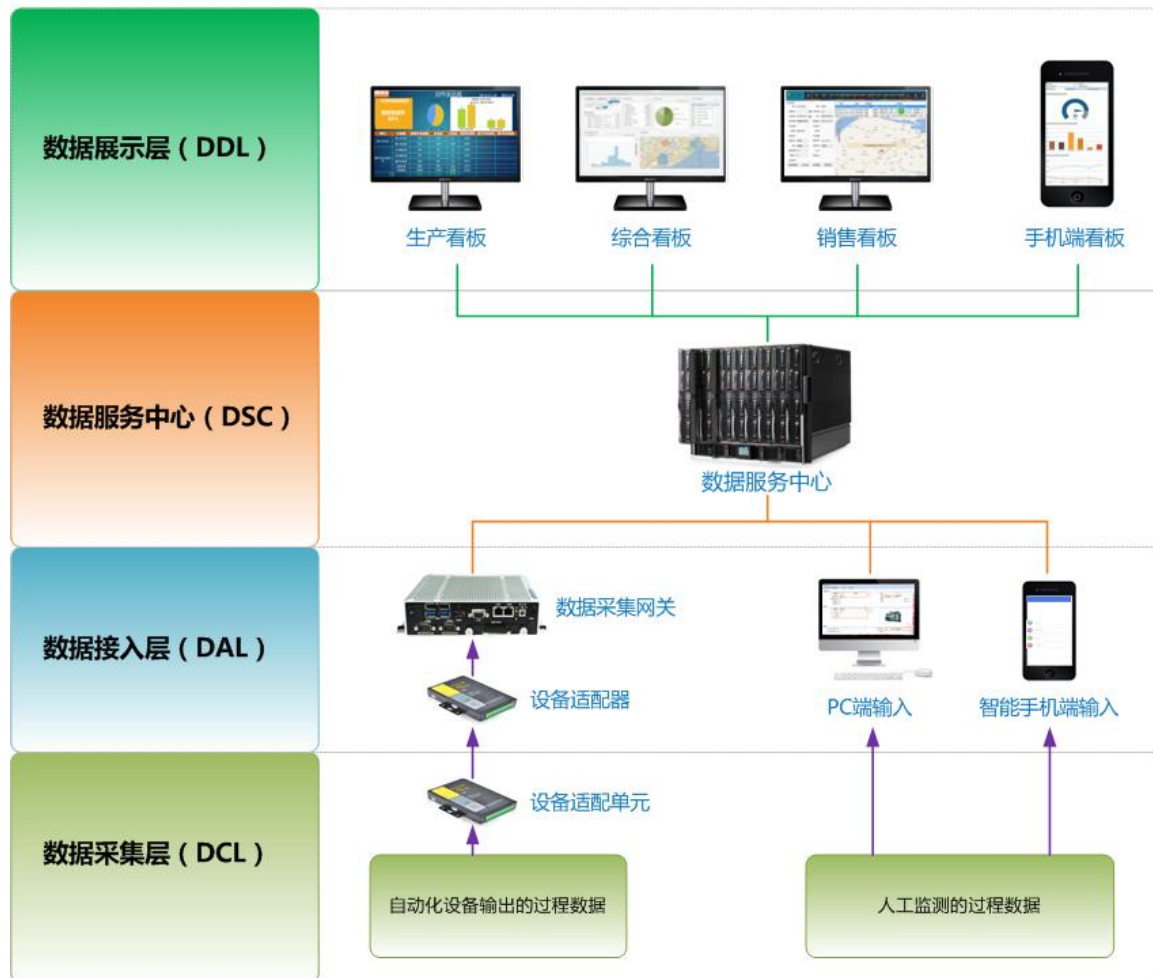 数据展示层（DDL）
生产看板
综合看板
销售看板
手机端看板
数据服务中心（DSC）
数据服务中心
数据接入层（DAL）
数据采集网关
设备适配器
PC端输入
智能手机端输入
数据采集层（DCL）
设备适配单元
自动化设备输出的过程数据
人工监测的过程数据